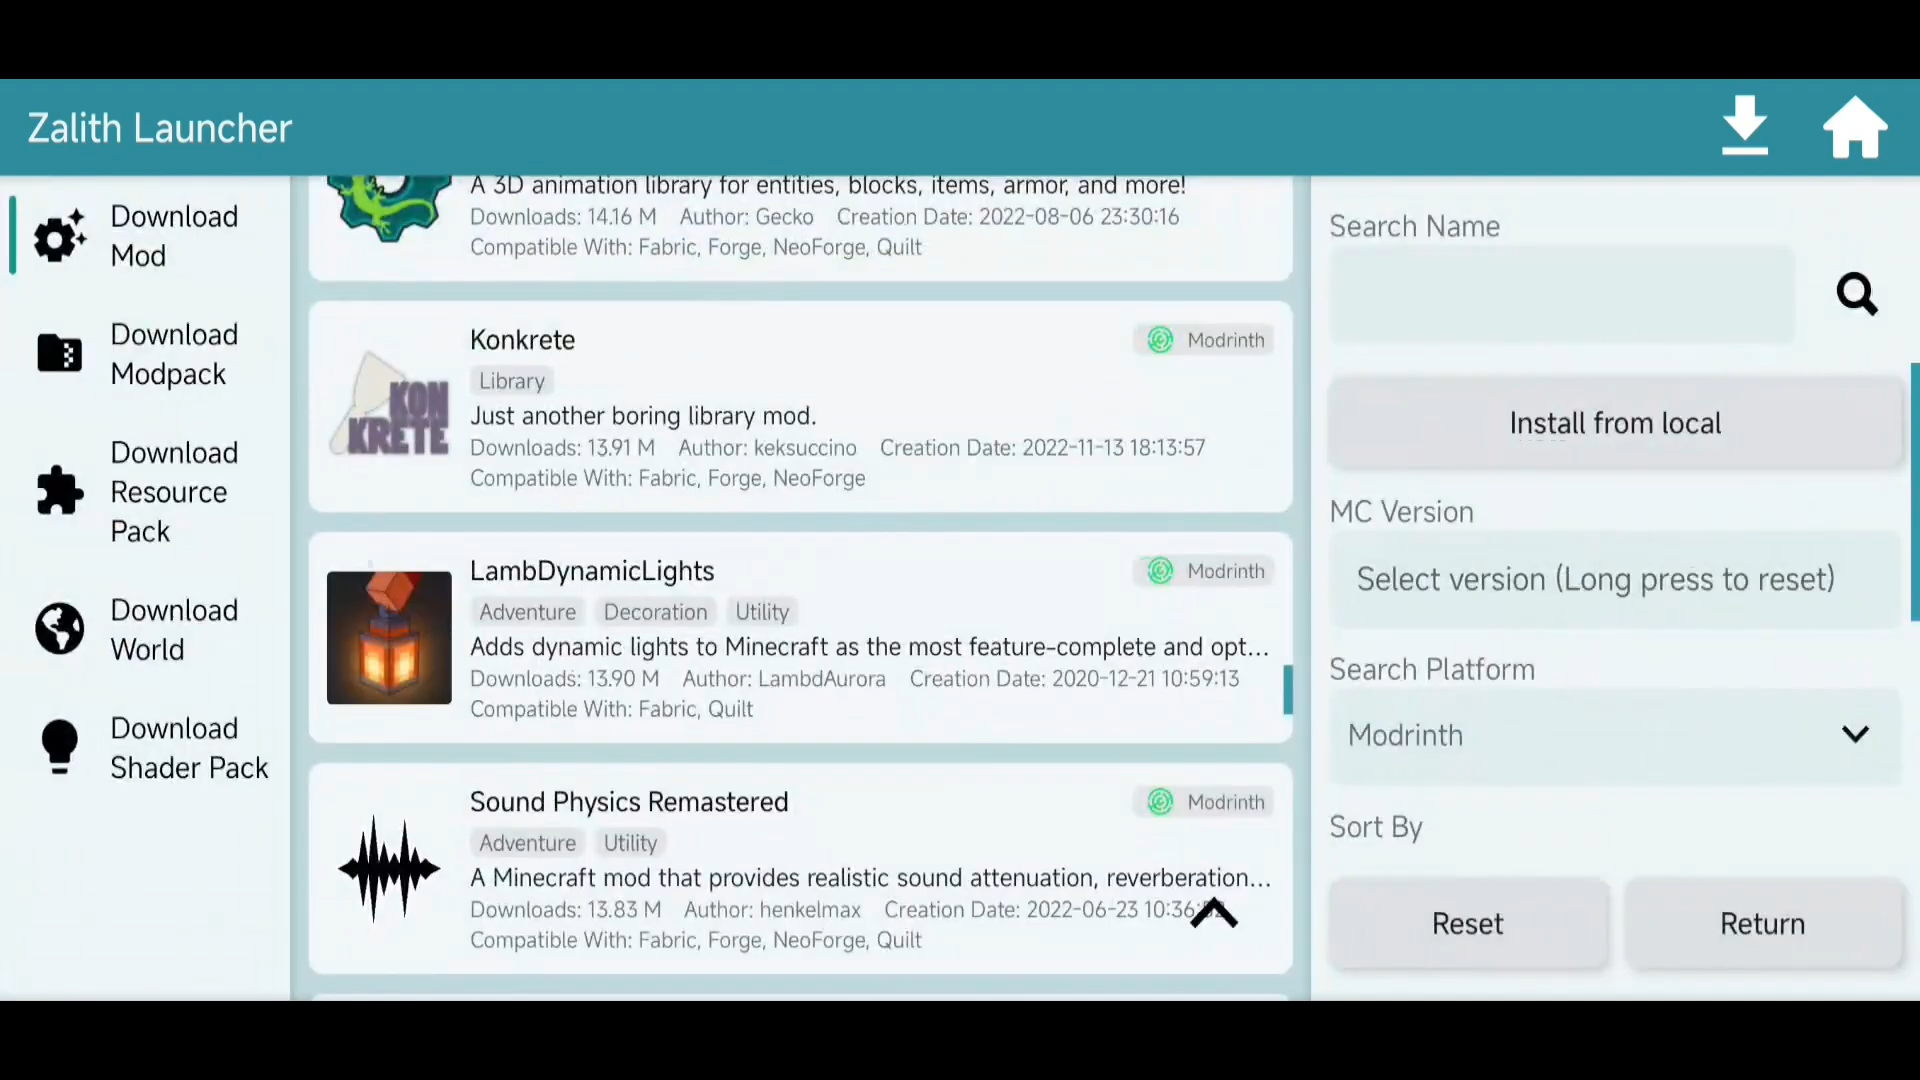 Zalith Launcher
Download
Mod
Download
Modpack
Download
Resource
Pack
Download
World
Download
Shader Pack
A 3D animation library for entities, blocks, items, armor, and more!
Downloads: 14.16 M Author: Gecko Creation Date: 2022-08-06 23:30:16
Compatible With: Fabric, Forge, NeoForge, Quilt
KON
KRETE
Konkrete
Modrinth
Library
Just another boring library mod.
Downloads: 13.91 M Author: keksuccino Creation Date: 2022-11-13 18:13:57
Compatible With: Fabric, Forge, NeoForge
LambDynamicLights
Modrinth
Adventure Decoration Utility
Adds dynamic lights to Minecraft as the most feature-complete and opt...
Downloads: 13.90 M Author: LambdAurora Creation Date: 2020-12-21 10:59:13
Compatible With: Fabric, Quilt
Sound Physics Remastered
Modrinth
Adventure Utility
A Minecraft mod that provides realistic sound attenuation, reverberation...
Downloads: 13.83 M Author: henkelmax Creation Date: 2022-06-23 10:36
Compatible With: Fabric, Forge, NeoForge, Quilt
Search Name
Install from local
MC Version
Select version (Long press to reset)
Search Platform
Modrinth
Sort By
Reset
Return